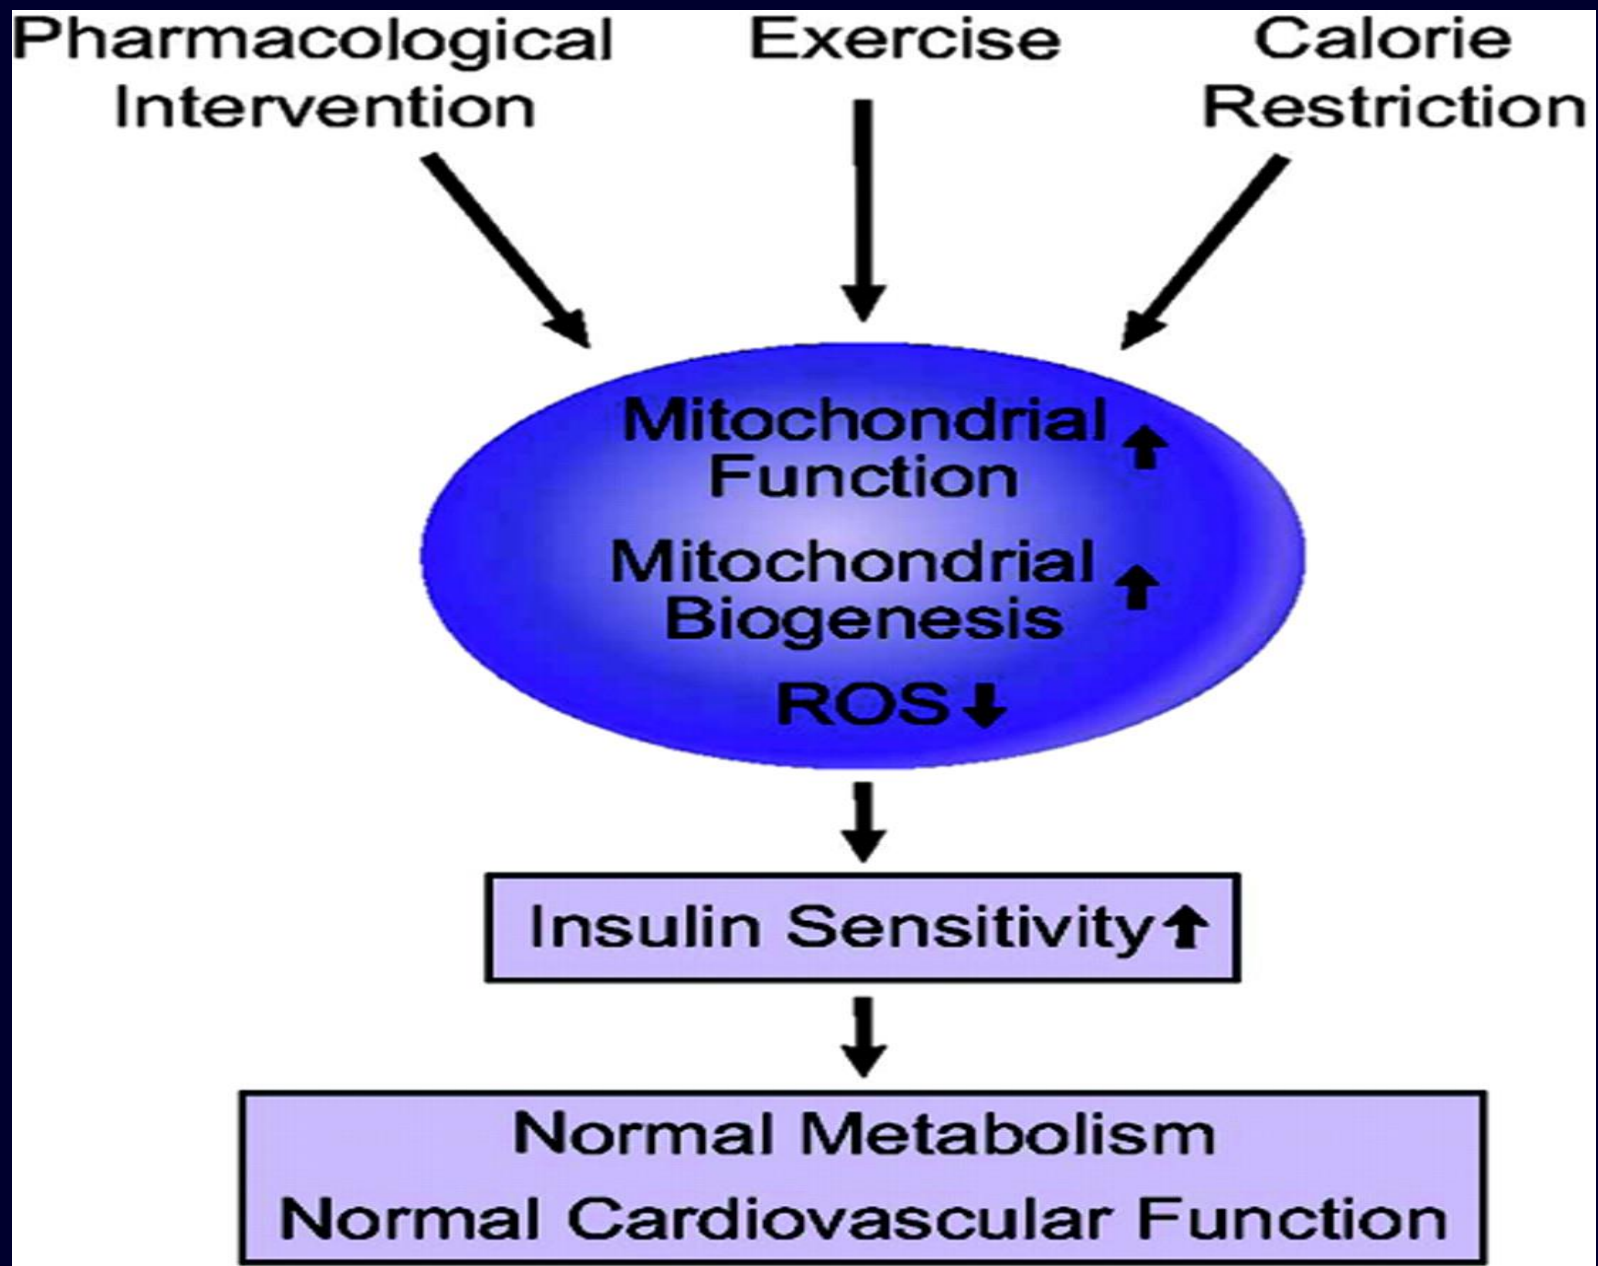 Pharmacological
Intervention
Exercise
Calorie
Restriction
Mitochondrial
Function
Mitochondrial
Biogenesis
ROS
Insulin Sensitivity
Normal Metabolism
Normal Cardiovascular Function